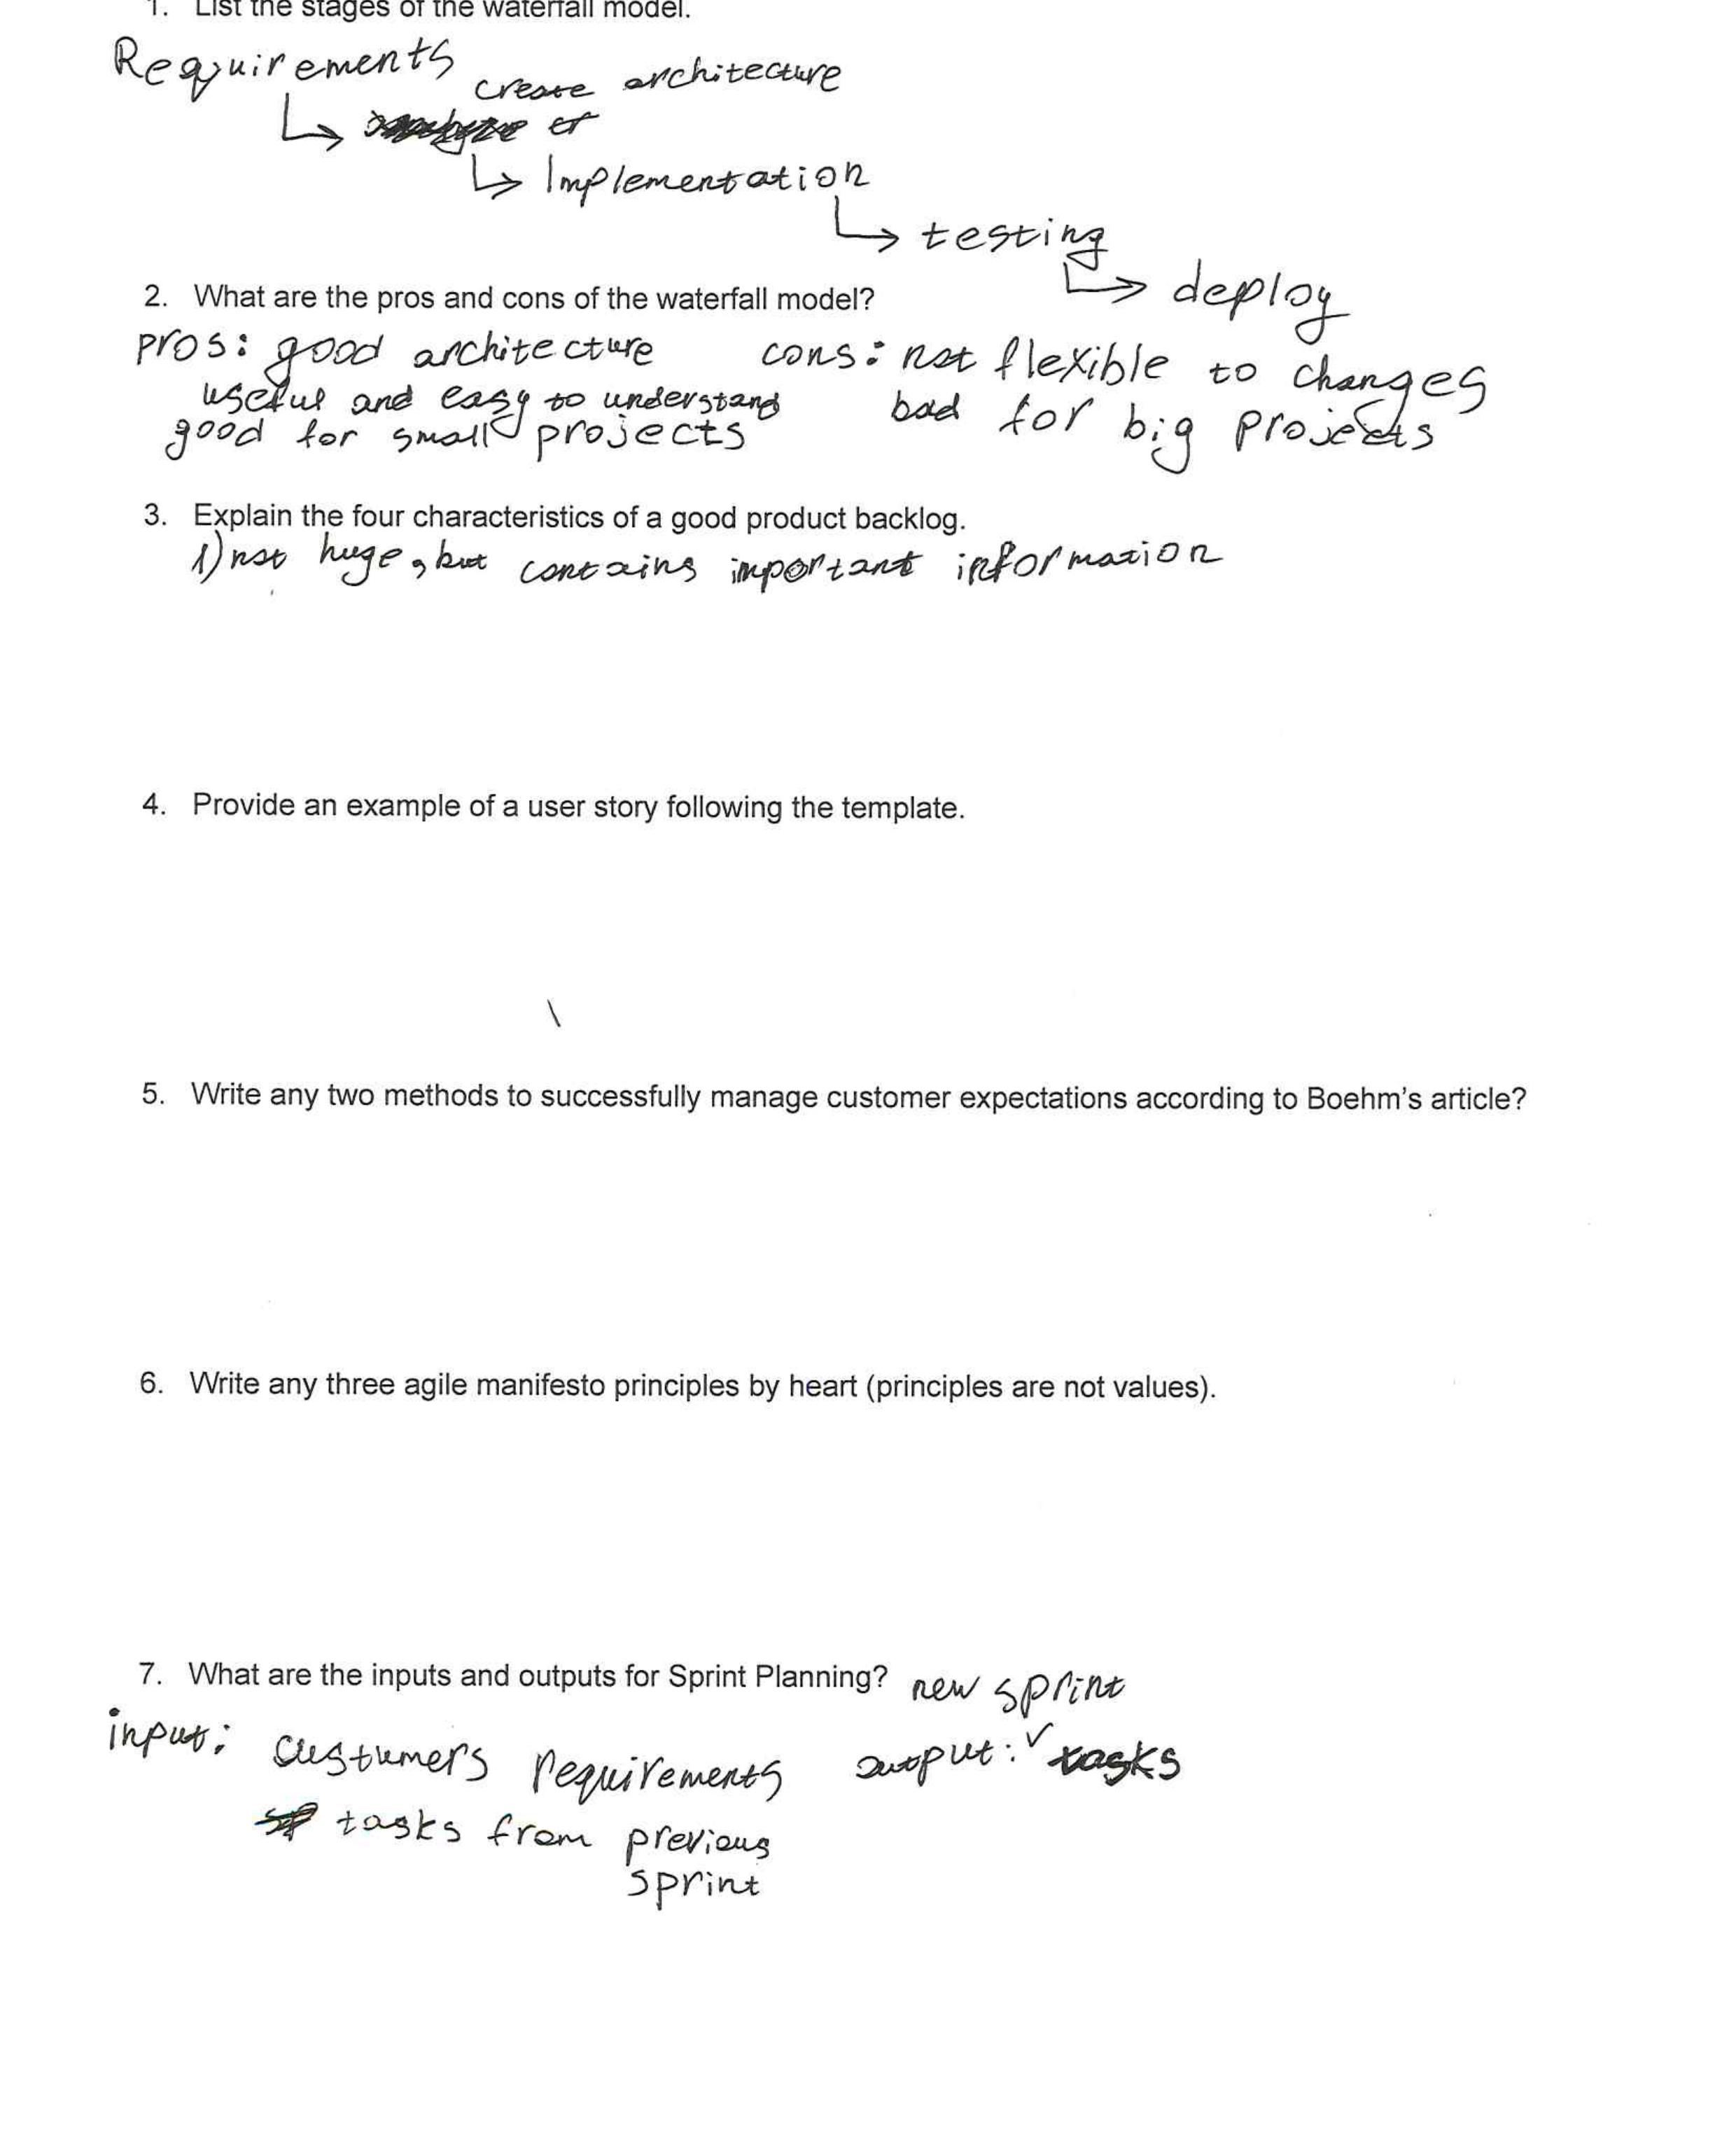 1. List the stages of the waterfall model.
Requirements
create architecture
Implementation
testing
deploy
2. What are the pros and cons of the waterfall model?
pros: good architecture cons: not flexible to changes
useful and easy to understand bad for big projects
good for small projects
3. Explain the four characteristics of a good product backlog.
1) not huge, but contains important information
4. Provide an example of a user story following the template.
5. Write any two methods to successfully manage customer expectations according to Boehm's article?
6. Write any three agile manifesto principles by heart (principles are not values).
7. What are the inputs and outputs for Sprint Planning? new sprint
input: custumers requirements output: tasks
tasks from previous
sprint